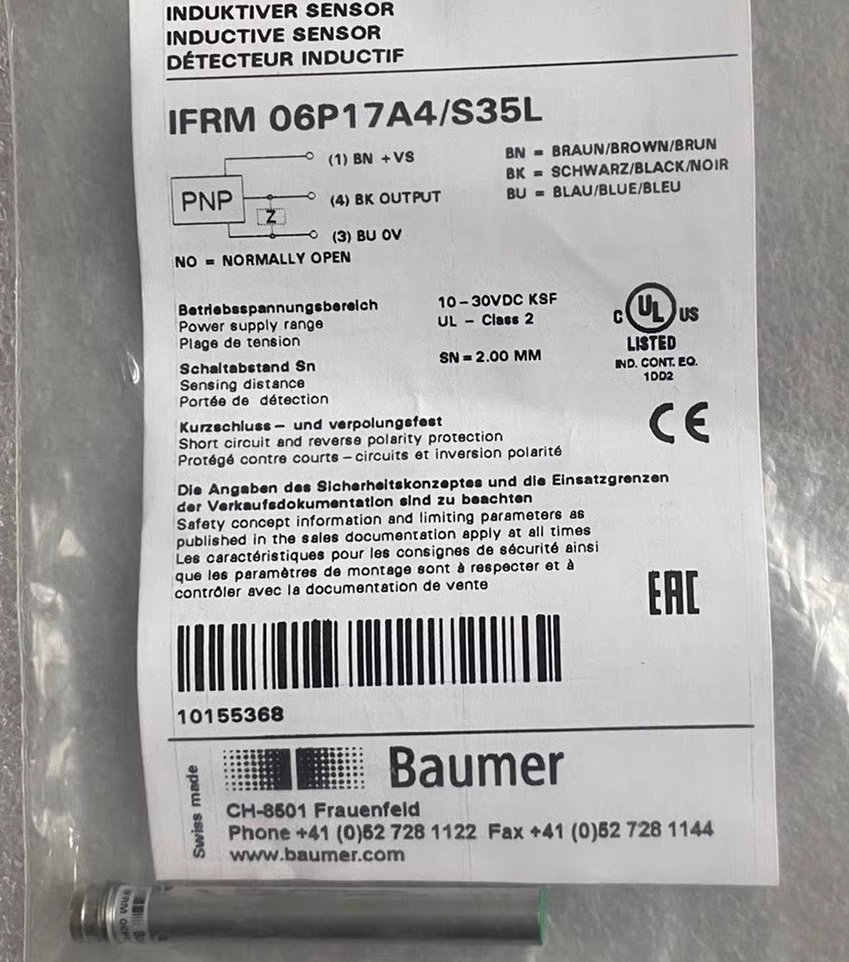 INDUKTIVER SENSOR
INDUCTIVE SENSOR
DÉTECTEUR INDUCTIF
IFRM 06P17A4/S35L
PNP
Z
(1) BN +VS
(4) BK OUTPUT
(3) BU 0V
BN = BRAUN/BROWN/BRUN
BK = SCHWARZ/BLACK/NOIR
BU = BLAU/BLUE/BLEU
NO = NORMALLY OPEN
Betriebsspannungsbereich
Power supply range
Plage de tension
10-30VDC KSF
UL - Class 2
Schaltabstand Sn
Sensing distance
Portée de détection
SN = 2.00 MM
C UL US
LISTED
IND. CONT. EQ.
1DD2
Kurzschluss- und verpolungsfest
Short circuit and reverse polarity protection
Protégé contre courts-circuits et inversion polarité
CE
Die Angaben des Sicherheitskonzeptes und die Einsatzgrenzen
der Verkaufsdokumentation sind zu beachten
Safety concept information and limiting parameters as
published in the sales documentation apply at all times
Les caractéristiques pour les consignes de sécurité ainsi
que les paramètres de montage sont à respecter et à
contrôler avec la documentation de vente
EAC
10155368
Swiss made
Baumer
CH-8501 Frauenfeld
Phone +41 (0)52 728 1122 Fax +41 (0)52 728 1144
www.baumer.com